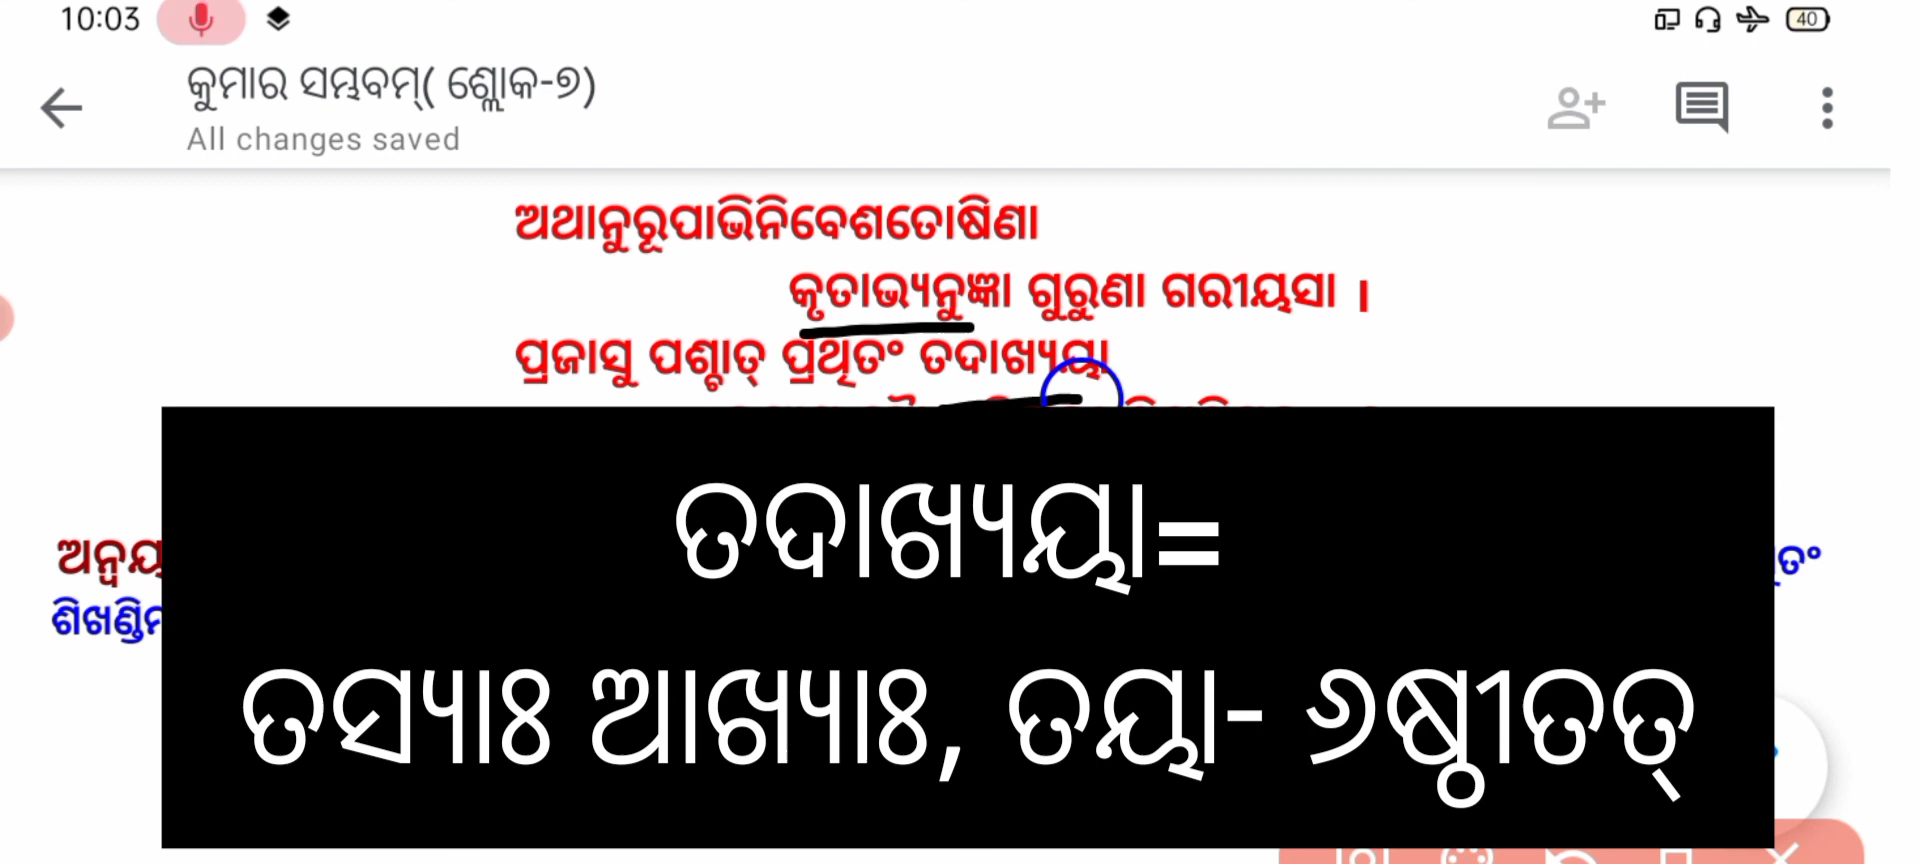 10:03
40
କୁମାର ସମ୍ଭବମ୍( ଶ୍ଲୋକ-୭)
All changes saved
ଅଥାନୁରୂପାଭିନିବେଶତୋଷିଣା
କୃତାଭ୍ୟନୁଜ୍ଞା ଗୁରୁଣା ଗରୀୟସା ।
ପ୍ରଜାସୁ ପଶ୍ଚାତ୍ ପ୍ରଥିତଂ ତଦାଖ୍ୟୟା
ତଦାଖ୍ୟୟା=
ତସ୍ୟାଃ ଆଖ୍ୟାଃ, ତୟା- ୬ଷ୍ଠୀତତ୍